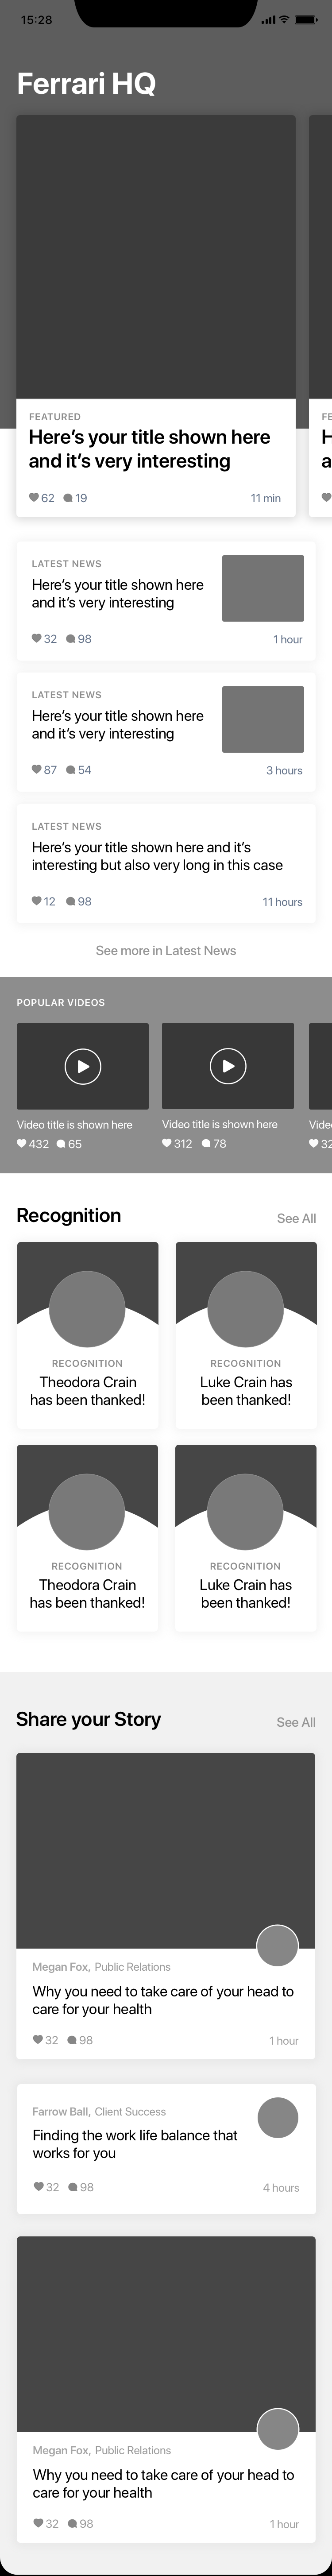 15:28
Ferrari HQ
FEATURED
Here’s your title shown here
and it’s very interesting
62 19 11 min
FE
H
a
LATEST NEWS
Here’s your title shown here
and it’s very interesting
32 98 1 hour
LATEST NEWS
Here’s your title shown here
and it’s very interesting
87 54 3 hours
LATEST NEWS
Here’s your title shown here and it’s
interesting but also very long in this case
12 98 11 hours
See more in Latest News
POPULAR VIDEOS
Video title is shown here
432 65
Video title is shown here
312 78
Vide
32
Recognition See All
RECOGNITION
Theodora Crain
has been thanked!
RECOGNITION
Luke Crain has
been thanked!
RECOGNITION
Theodora Crain
has been thanked!
RECOGNITION
Luke Crain has
been thanked!
Share your Story See All
Megan Fox, Public Relations
Why you need to take care of your head to
care for your health
32 98 1 hour
Farrow Ball, Client Success
Finding the work life balance that
works for you
32 98 4 hours
Megan Fox, Public Relations
Why you need to take care of your head to
care for your health
32 98 1 hour